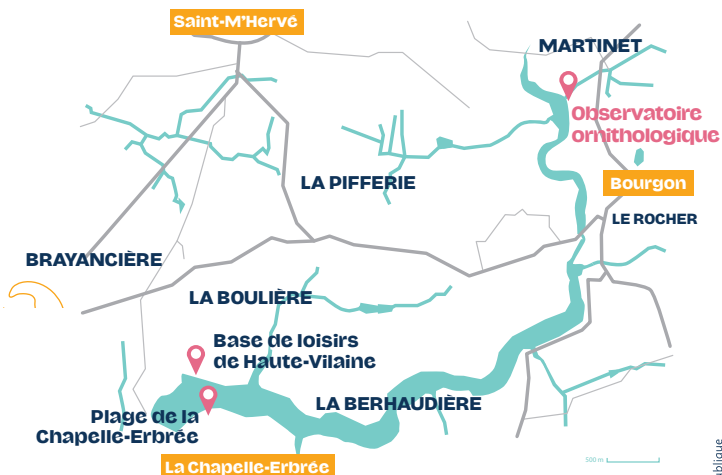 Saint-M'Hervé
MARTINET
Observatoire
ornithologique
LA PIFFERIE
Bourgon
LE ROCHER
BRAYANCIÈRE
LA BOULIÈRE
Base de loisirs
de Haute-Vilaine
LA BERHAUDIÈRE
Plage de la
Chapelle-Erbrée
La Chapelle-Erbrée
500 m
blique